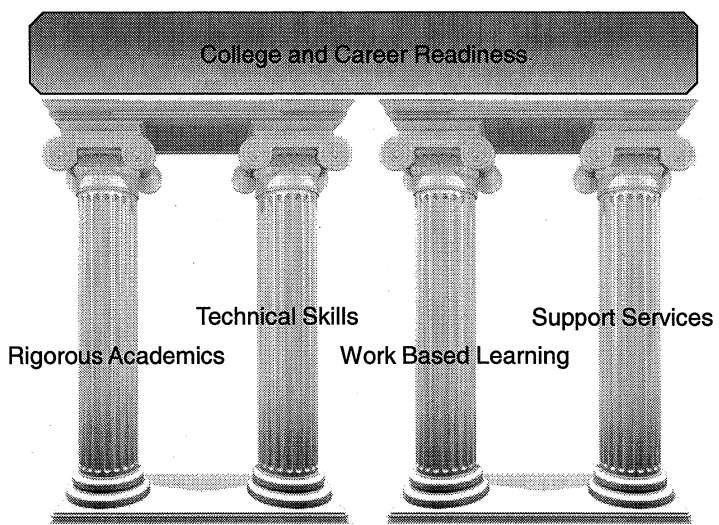 College and Career Readiness
Technical Skills
Support Services
Rigorous Academics
Work Based Learning